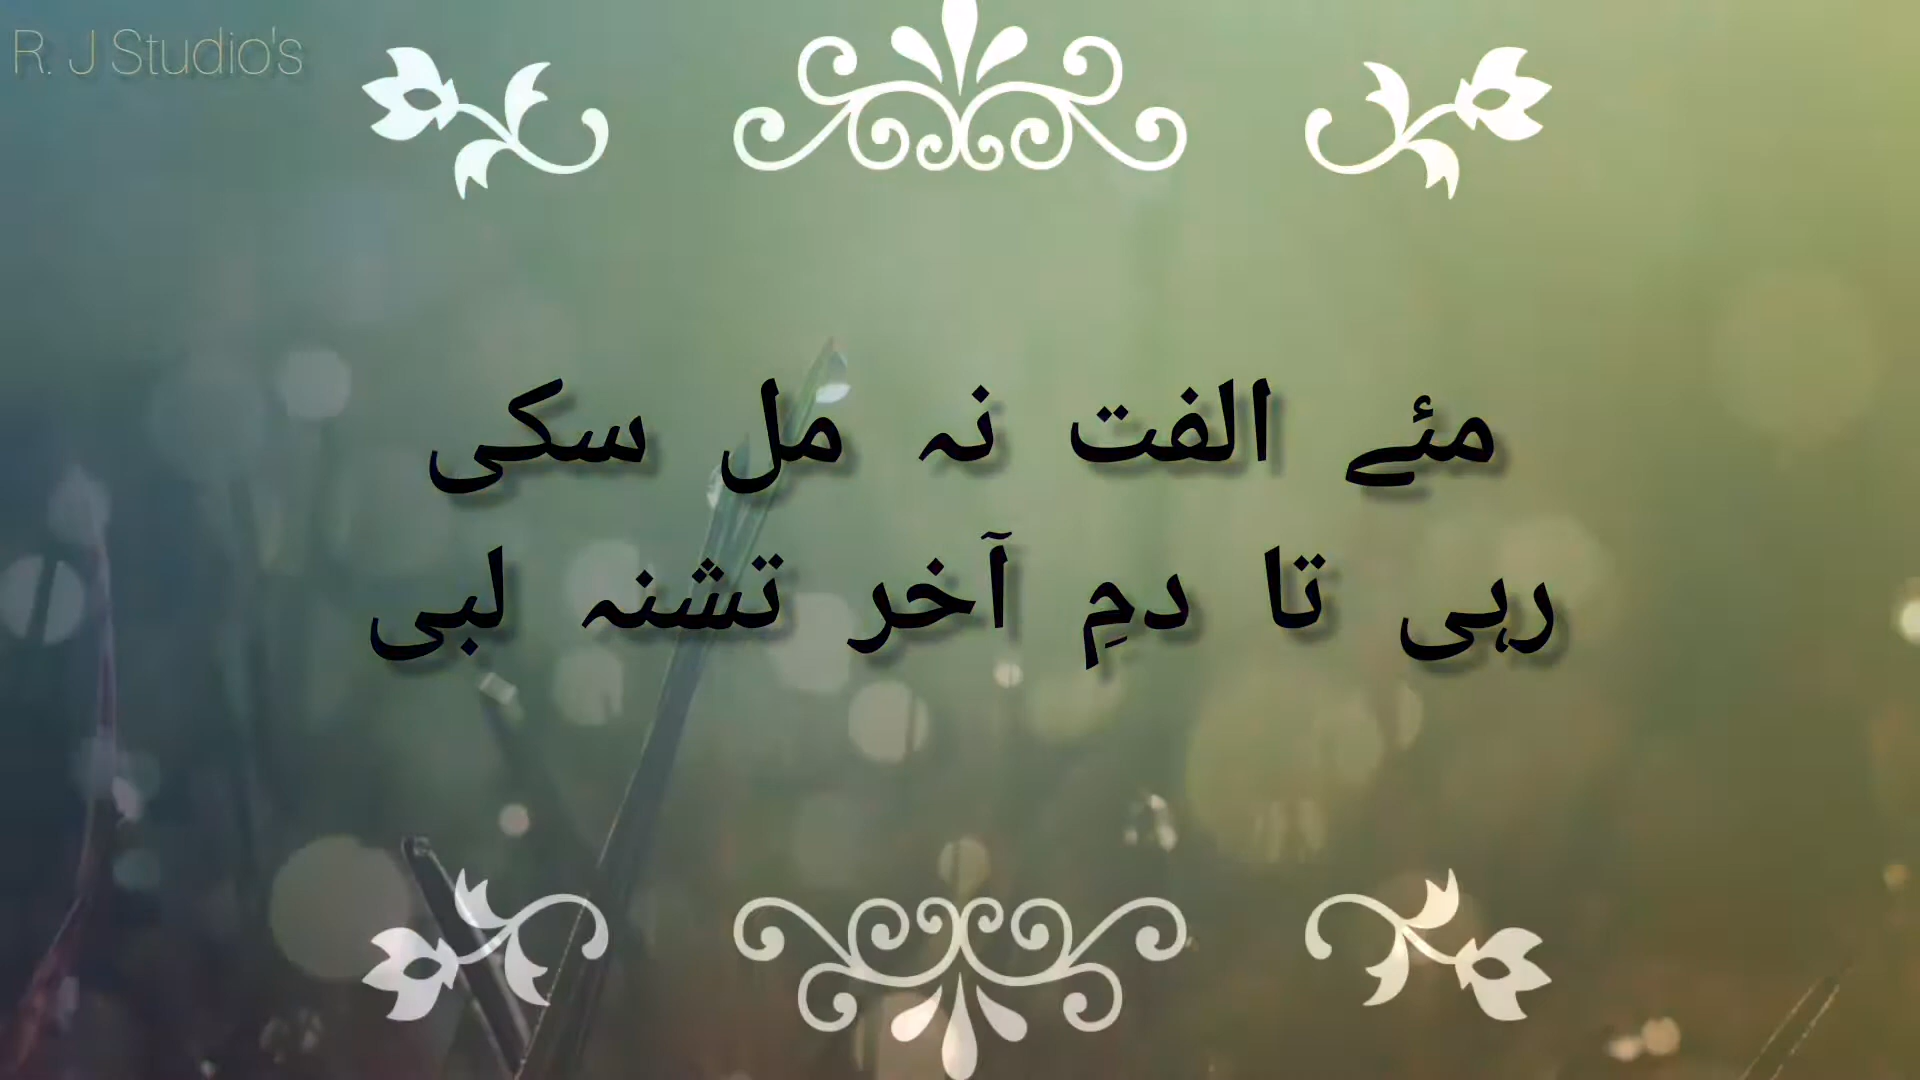 R. J Studio's
مئے الفت نہ مل سکی
رہی تا دمِ آخر تشنہ لبی